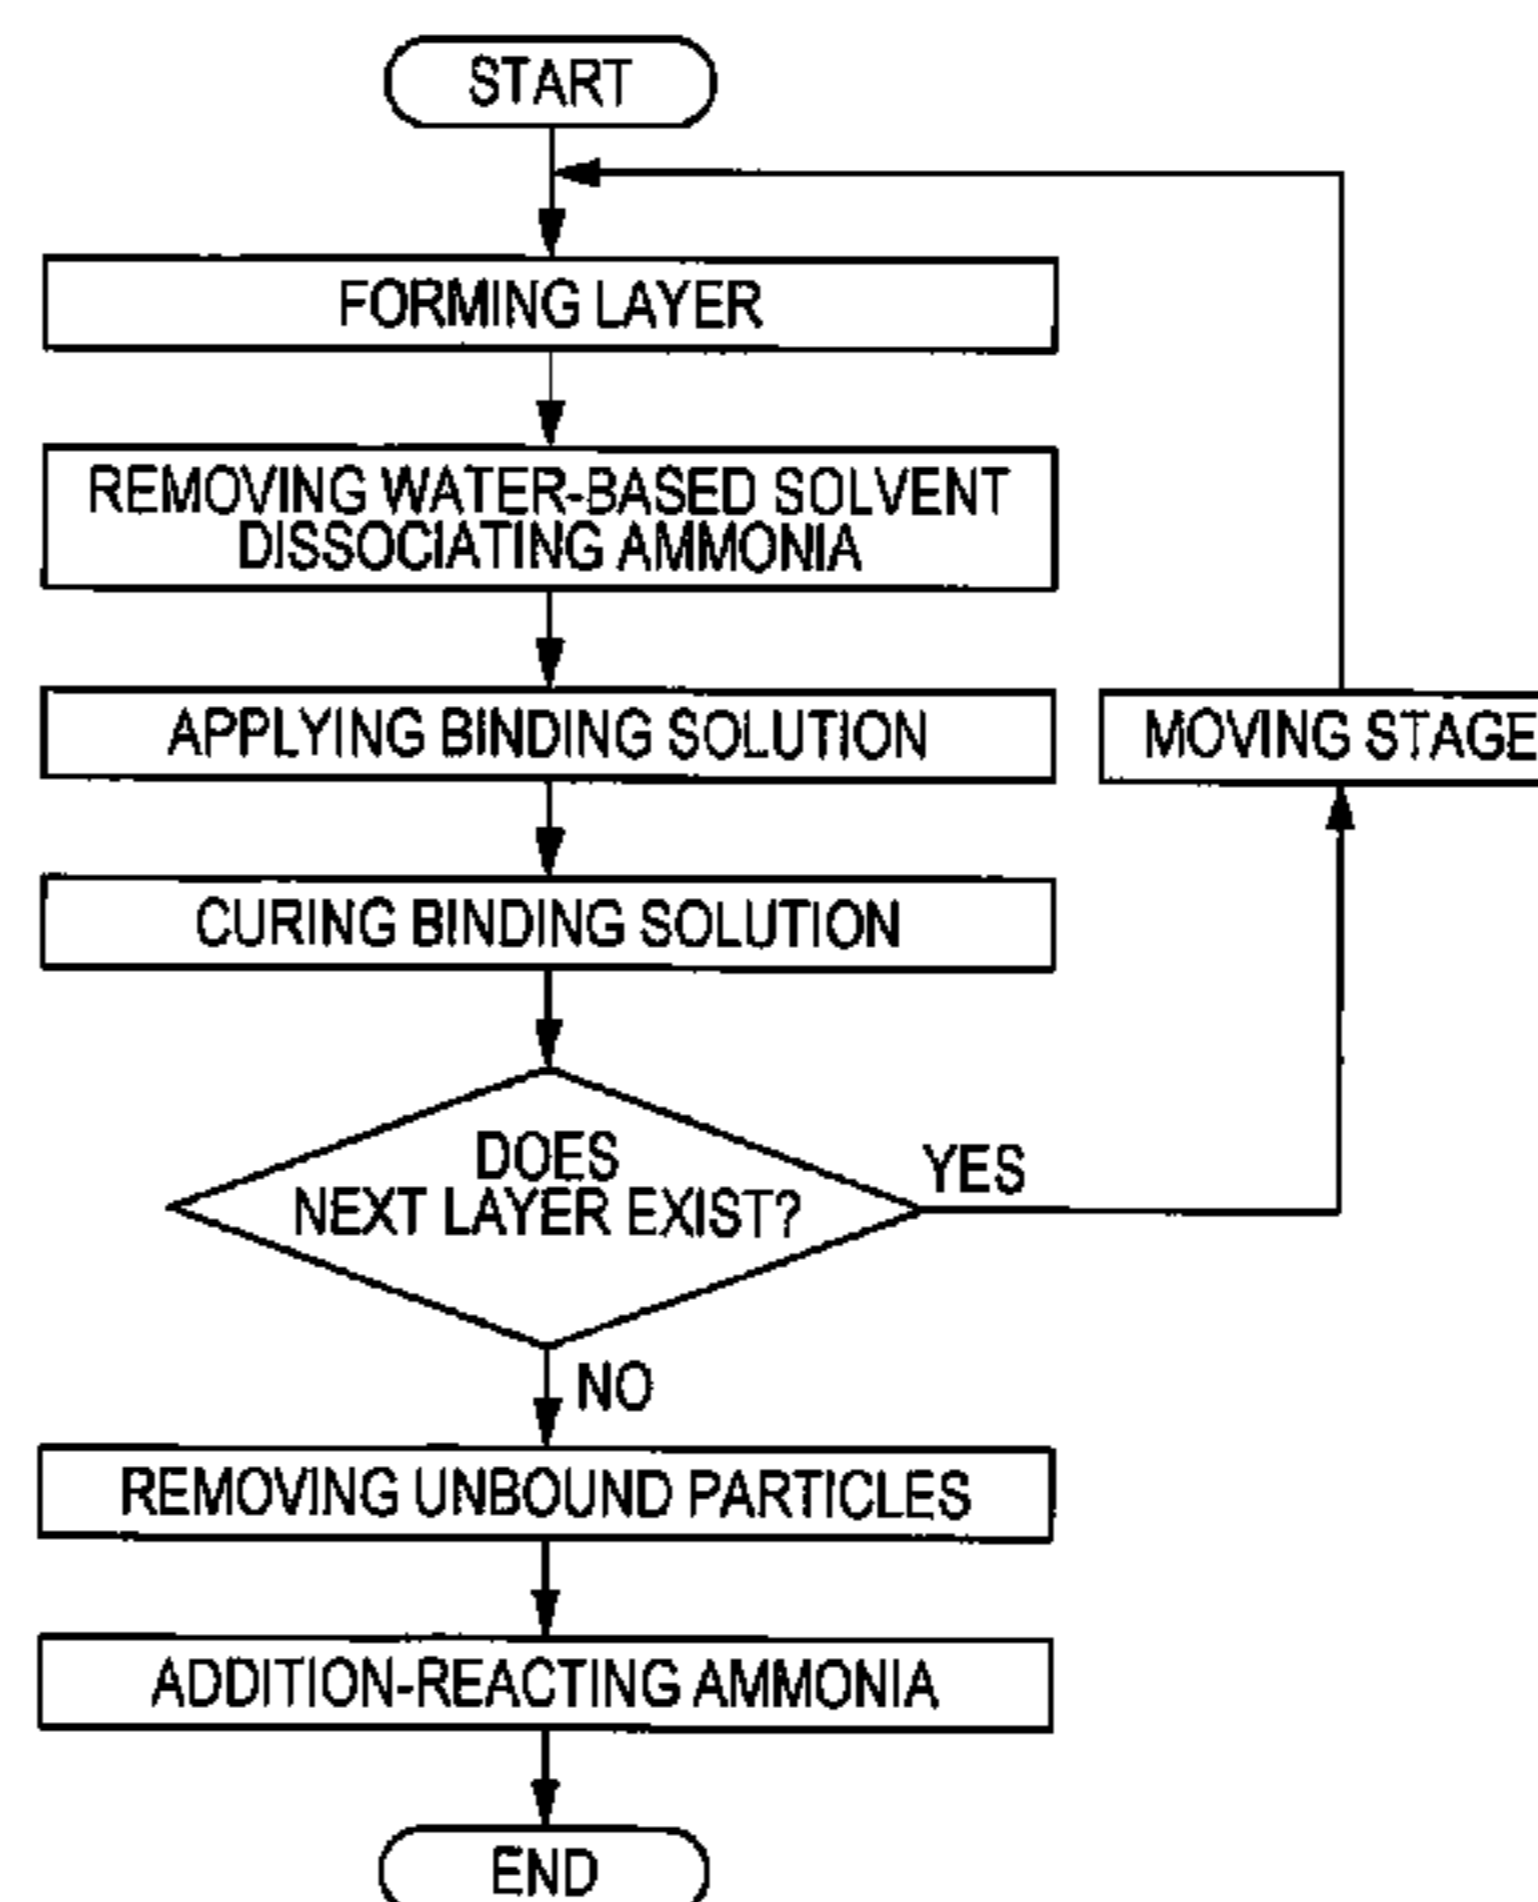 START
FORMING LAYER
REMOVING WATER-BASED SOLVENT
DISSOCIATING AMMONIA
APPLYING BINDING SOLUTION
MOVING STAGE
CURING BINDING SOLUTION
DOES
NEXT LAYER EXIST?
YES
NO
REMOVING UNBOUND PARTICLES
ADDITION-REACTING AMMONIA
END